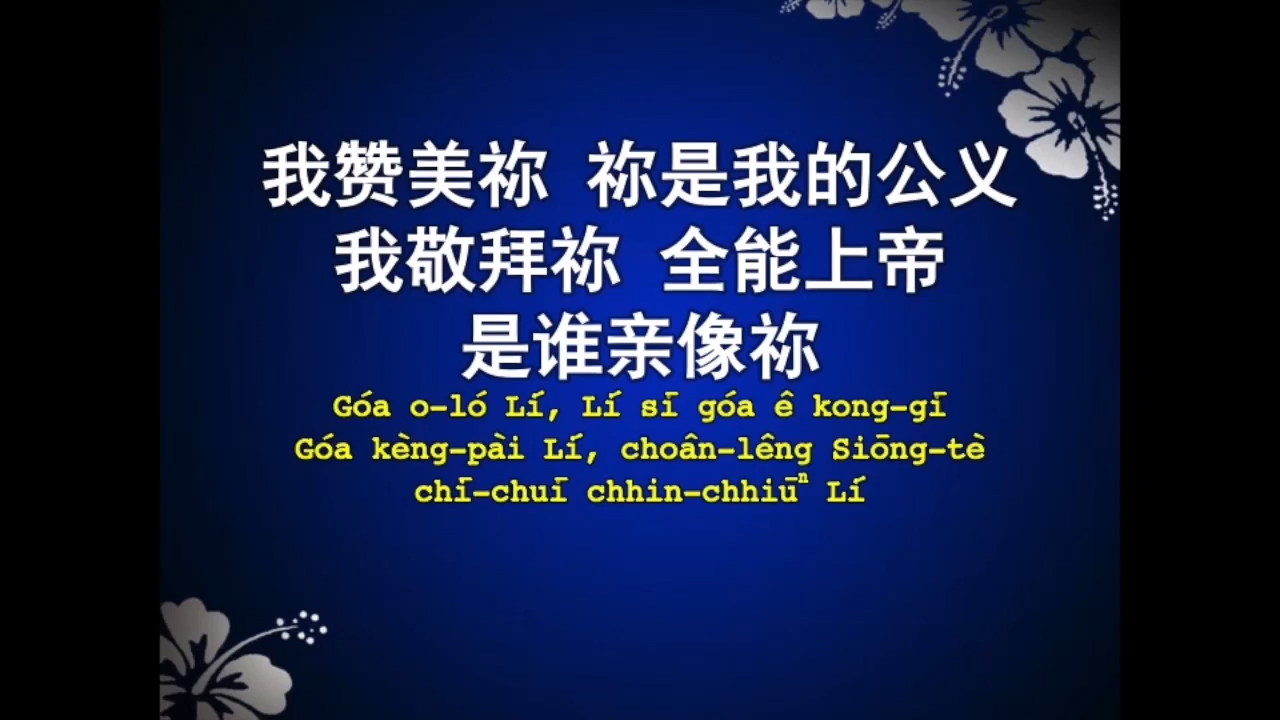 我赞美祢 祢是我的公义
我敬拜祢 全能上帝
是谁亲像祢
Góa o-ló Lí, Lí sī góa ê kong-gī
Góa kèng-pài Lí, choân-lêng Siōng-tè
chī-chuī chhin-chhiūⁿ Lí